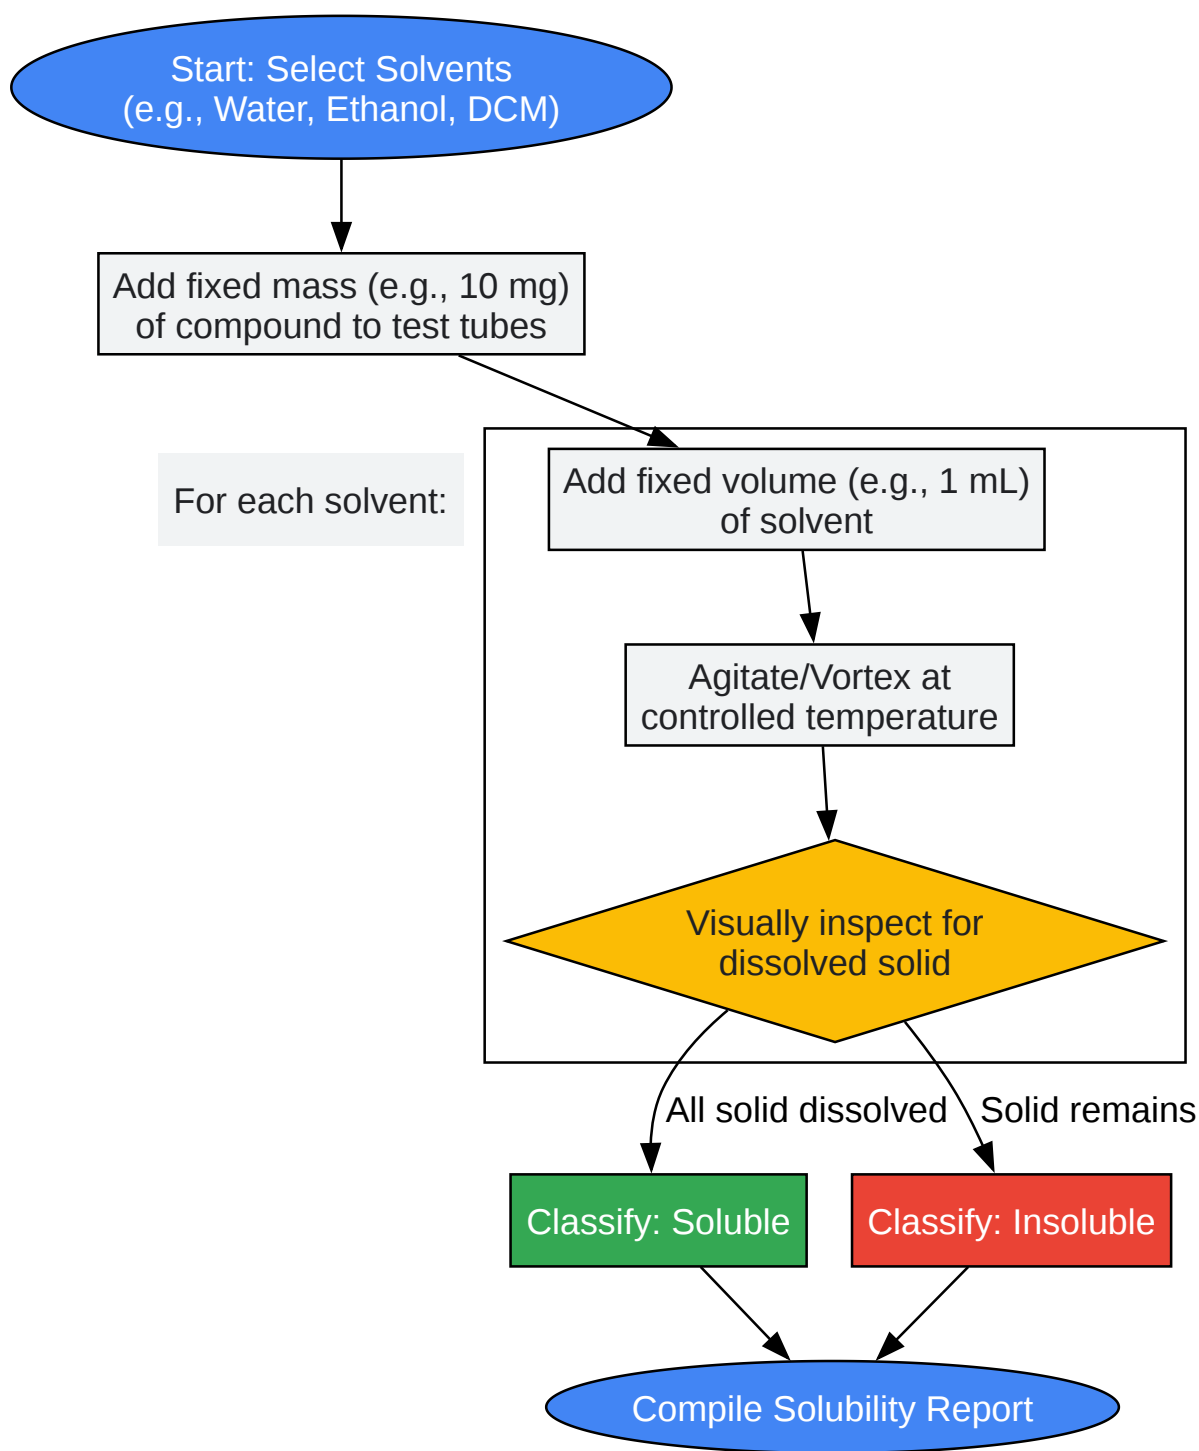 Start: Select Solvents
(e.g., Water, Ethanol, DCM)
Add fixed mass (e.g., 10 mg)
of compound to test tubes
For each solvent:
Add fixed volume (e.g., 1 mL)
of solvent
Agitate/Vortex at
controlled temperature
Visually inspect for
dissolved solid
All solid dissolved
Solid remains
Classify: Soluble
Classify: Insoluble
Compile Solubility Report